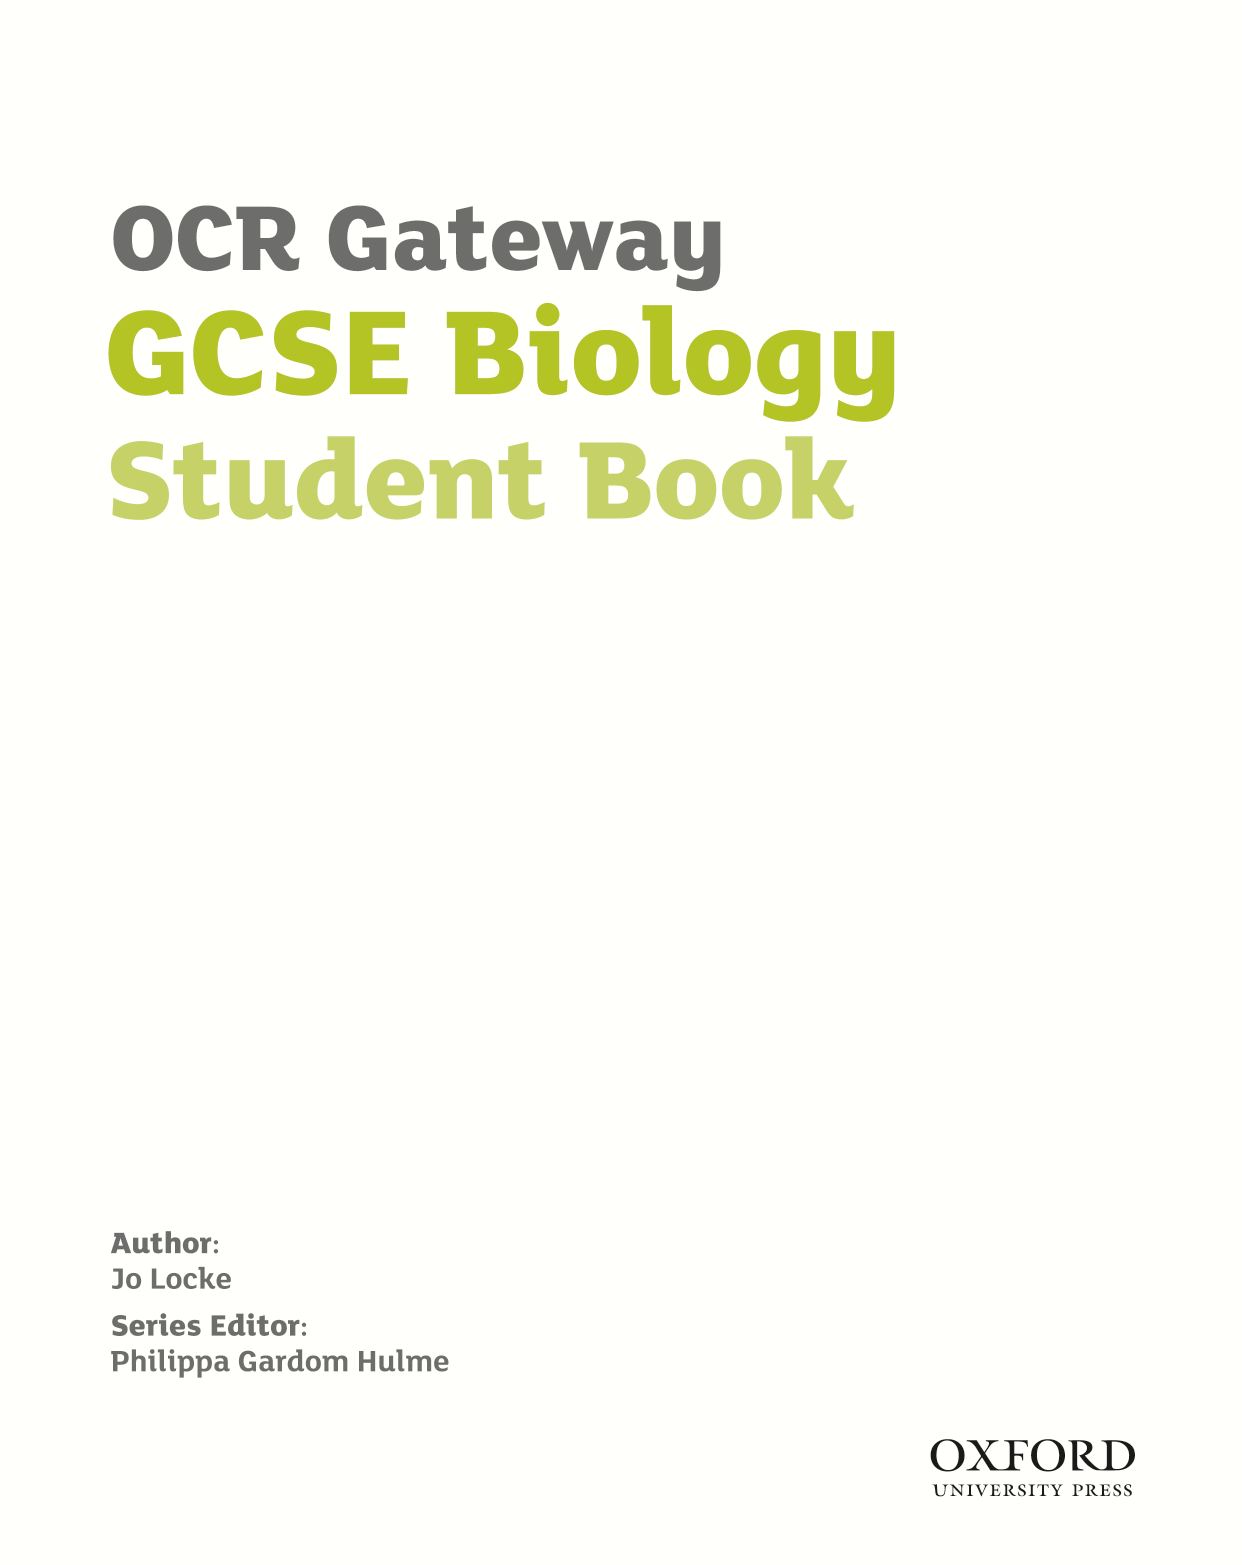 OCR Gateway
GCSE Biology
Student Book
Author:
Jo Locke
Series Editor:
Philippa Gardom Hulme
OXFORD
UNIVERSITY PRESS